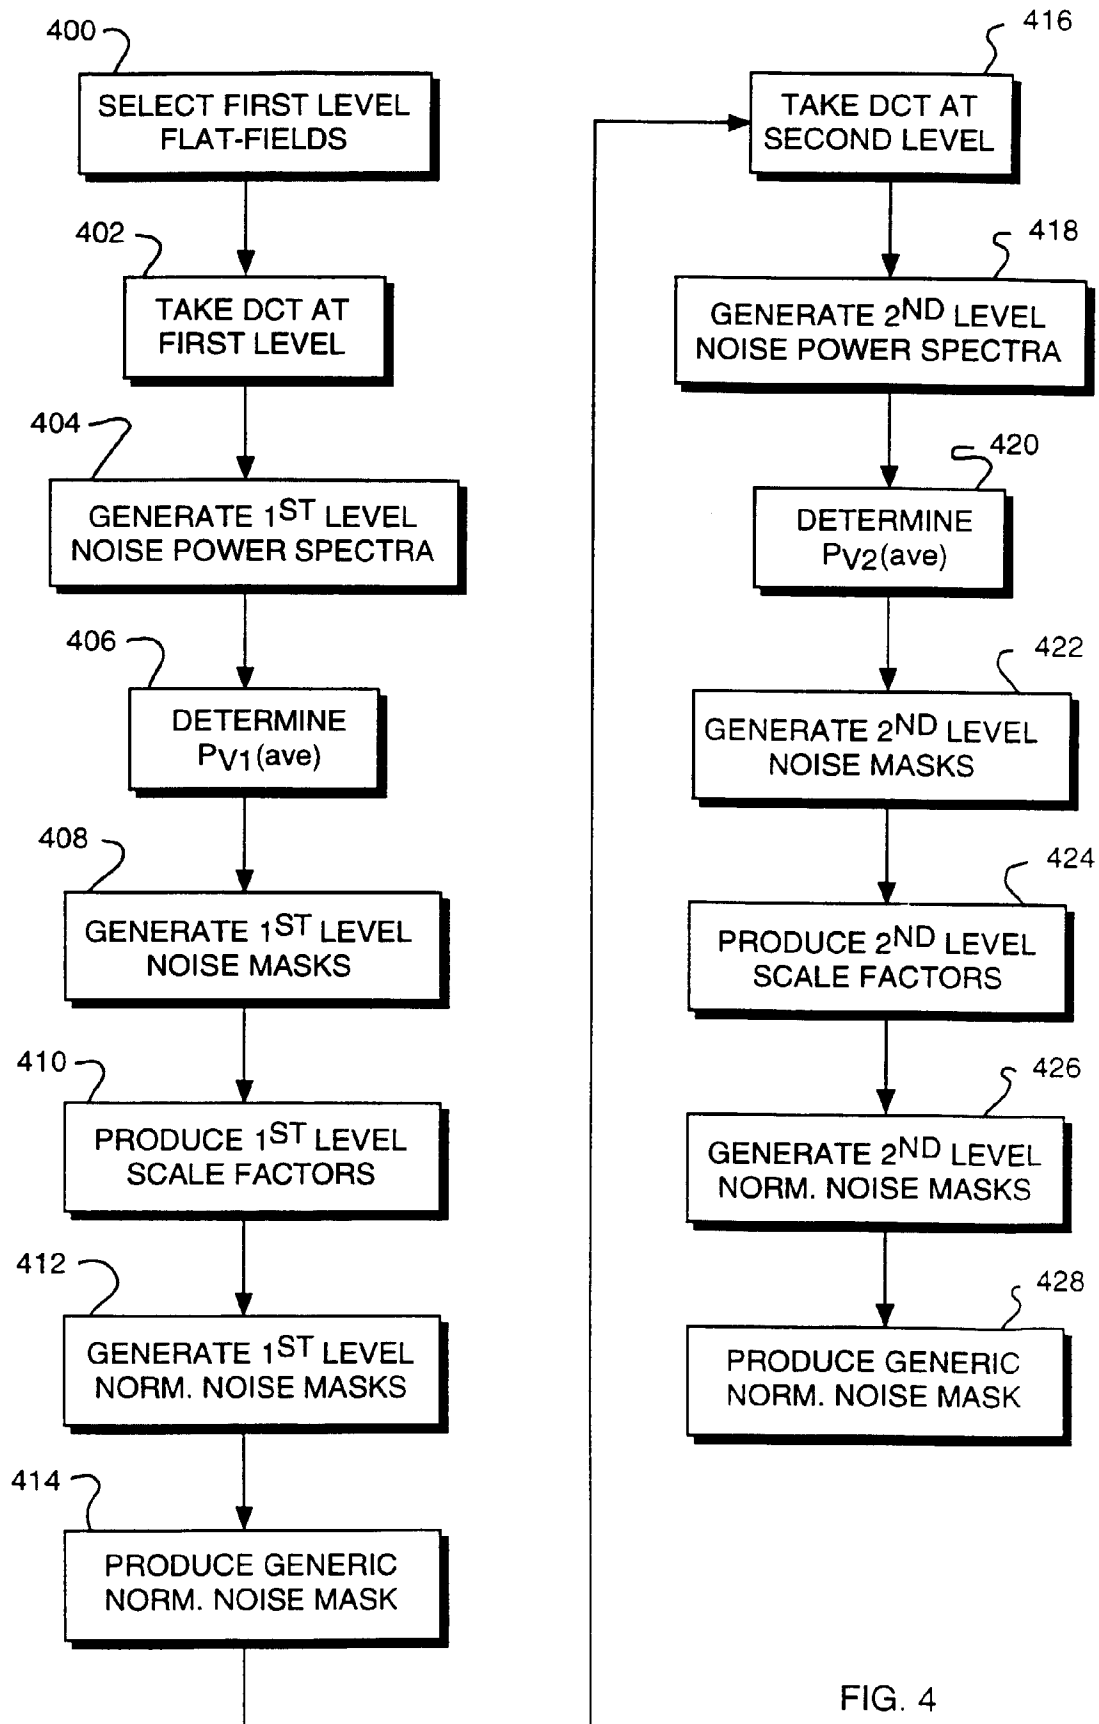 400
SELECT FIRST LEVEL
FLAT-FIELDS
402
TAKE DCT AT
FIRST LEVEL
404
GENERATE 1ST LEVEL
NOISE POWER SPECTRA
406
DETERMINE
PV1(ave)
408
GENERATE 1ST LEVEL
NOISE MASKS
410
PRODUCE 1ST LEVEL
SCALE FACTORS
412
GENERATE 1ST LEVEL
NORM. NOISE MASKS
414
PRODUCE GENERIC
NORM. NOISE MASK
416
TAKE DCT AT
SECOND LEVEL
418
GENERATE 2ND LEVEL
NOISE POWER SPECTRA
420
DETERMINE
PV2(ave)
422
GENERATE 2ND LEVEL
NOISE MASKS
424
PRODUCE 2ND LEVEL
SCALE FACTORS
426
GENERATE 2ND LEVEL
NORM. NOISE MASKS
428
PRODUCE GENERIC
NORM. NOISE MASK
FIG. 4